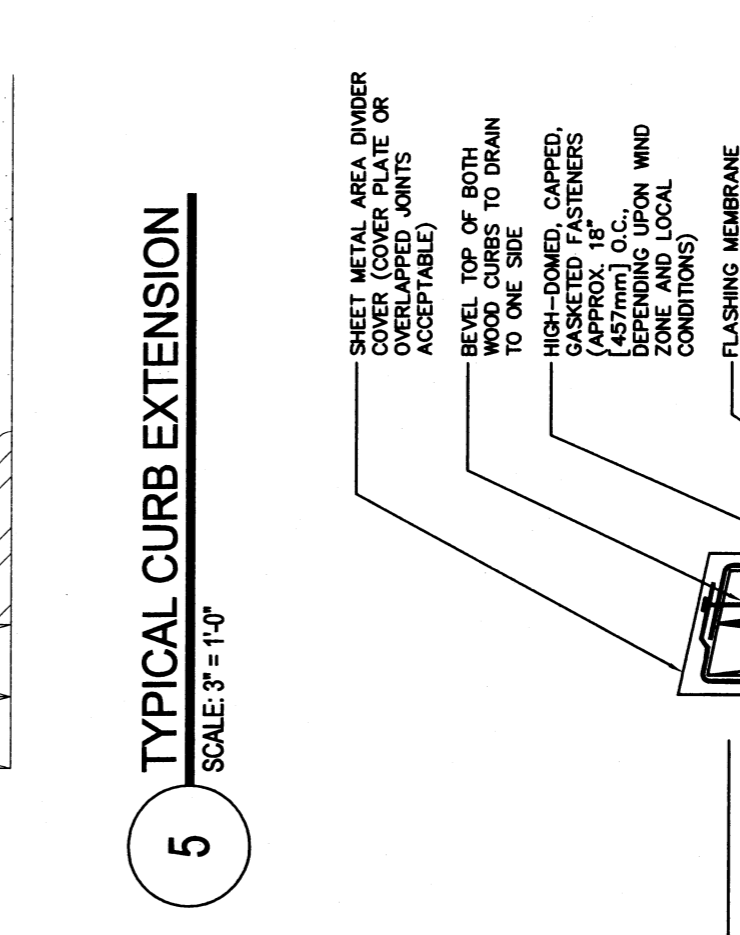 5
TYPICAL CURB EXTENSION
SCALE: 3" = 1'-0"
SHEET METAL AREA DIVIDER
COVER (COVER PLATE OR
OVERLAPPED JOINTS
ACCEPTABLE)
BEVEL TOP OF BOTH
WOOD CURBS TO DRAIN
TO ONE SIDE
HIGH-DOMED, CAPPED,
GASKETED FASTENERS
(APPROX. 18"
[457mm] O.C.,
DEPENDING UPON WIND
ZONE AND LOCAL
CONDITIONS)
FLASHING MEMBRANE